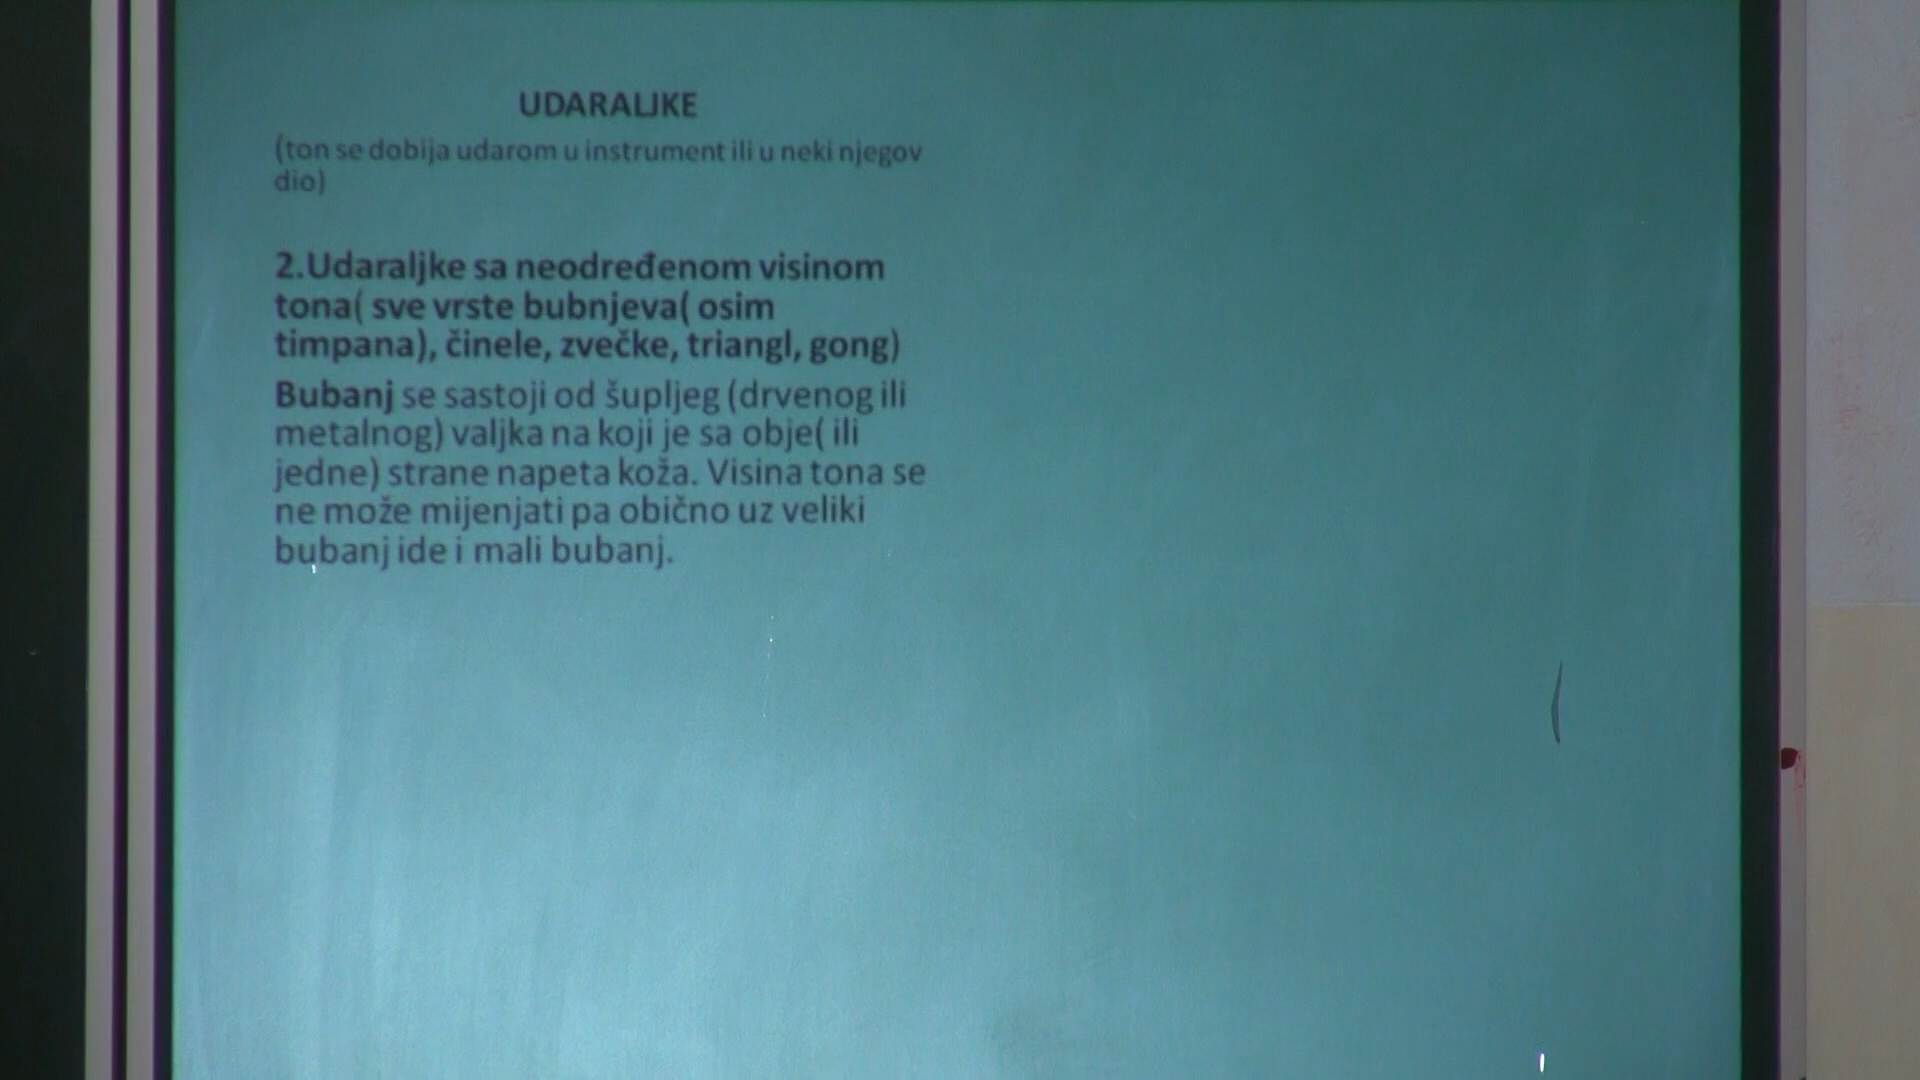 UDARALJKE
(ton se dobija udarom u instrument ili u neki njegov
dio)
2.Udaraljke sa neodređenom visinom
tona( sve vrste bubnjeva( osim
timpana), činele, zvečke, triangl, gong)
Bubanj se sastoji od šupljeg (drvenog ili
metalnog) valjka na koji je sa obje( ili
jedne) strane napeta koža. Visina tona se
ne može mijenjati pa obično uz veliki
bubanj ide i mali bubanj.